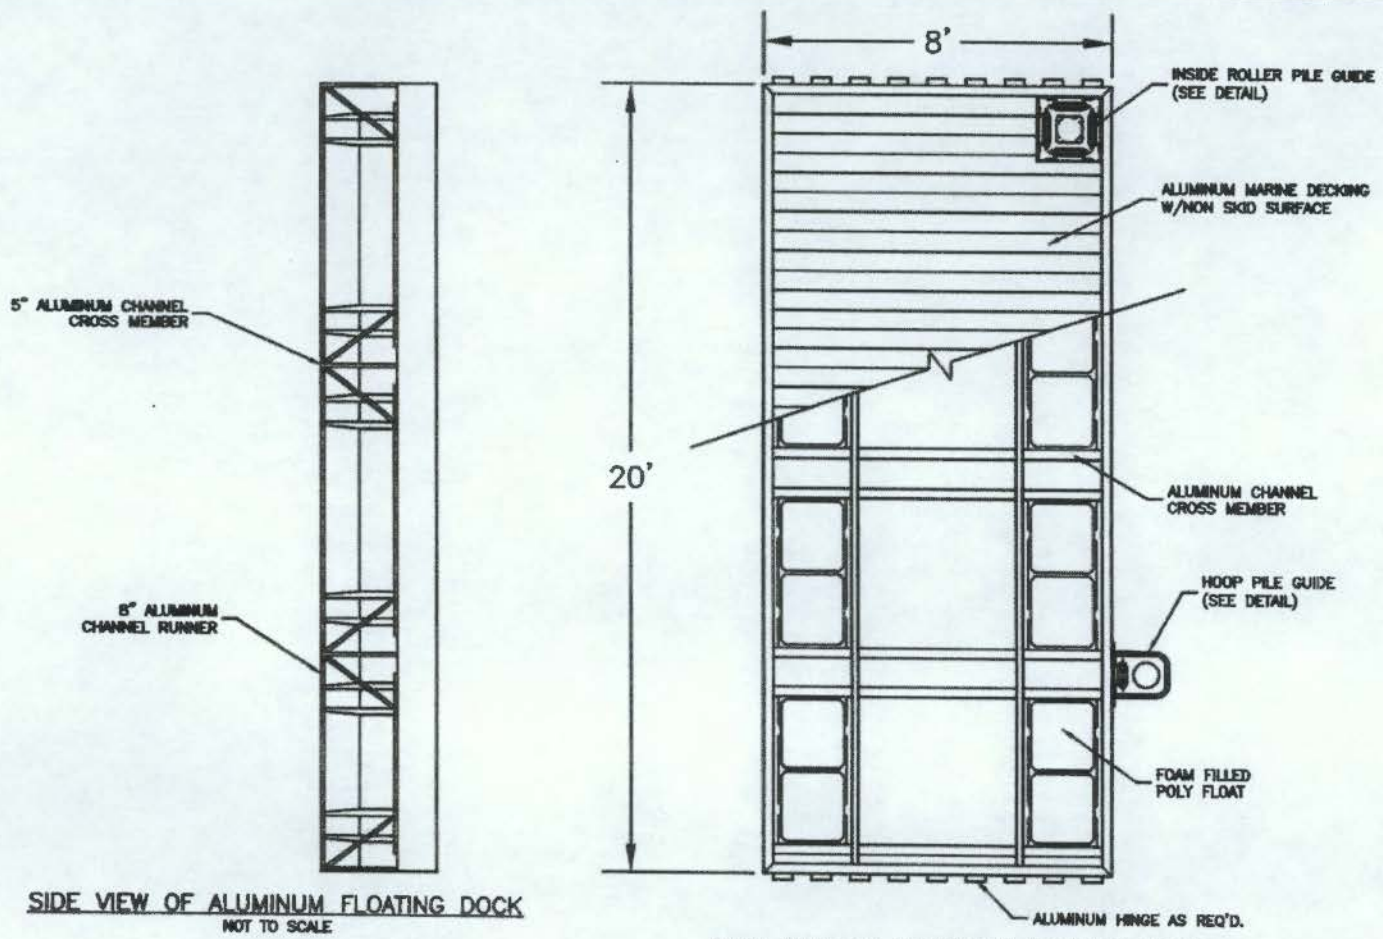 8'
INSIDE ROLLER PILE GUIDE
(SEE DETAIL)
ALUMINUM MARINE DECKING
W/NON SKID SURFACE
5" ALUMINUM CHANNEL
CROSS MEMBER
20'
ALUMINUM CHANNEL
CROSS MEMBER
HOOP PILE GUIDE
(SEE DETAIL)
8" ALUMINUM
CHANNEL RUNNER
FOAM FILLED
POLY FLOAT
SIDE VIEW OF ALUMINUM FLOATING DOCK
NOT TO SCALE
ALUMINUM HINGE AS REQ'D.